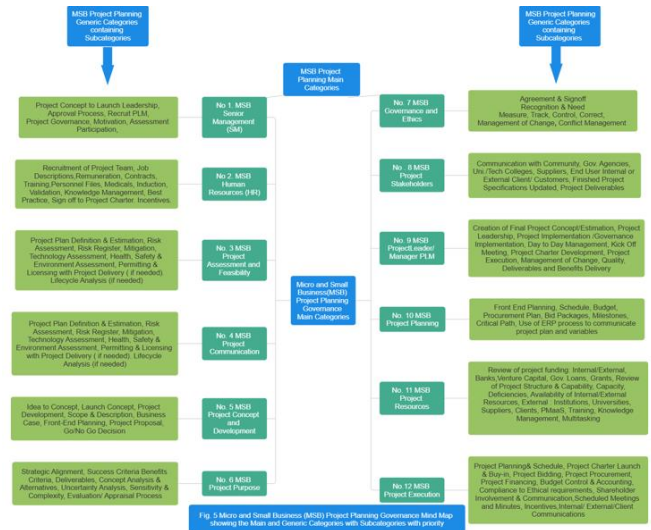 MSB Project Planning
Generic Categories
containing
Subcategories
MSB Project Planning
Generic Categories
containing
Subcategories
MSB Project
Planning Main
Categories
Project Concept to Launch Leadership,
Approval Process, Recruit PLM,
Project Governance, Motivation, Assessment
Participation,
No 1. MSB
Senior
Management (SM)
Recruitment of Project Team, Job
Descriptions,Remuneration, Contracts,
Training,Personnel Files, Medicals, Induction,
Validation, Knowledge Management, Best
Practice, Sign off to Project Charter. Incentives.
No 2. MSB
Human
Resources (HR)
Project Plan Definition & Estimation, Risk
Assessment, Risk Register, Mitigation,
Technology Assessment, Health, Safety &
Environment Assessment, Permitting &
Licensing with Project Delivery ( if needed).
Lifecycle Analysis (if needed)
No. 3 MSB
Project
Assessment and
Feasibility
Project Plan Definition & Estimation, Risk
Assessment, Risk Register, Mitigation,
Technology Assessment, Health, Safety &
Environment Assessment, Permitting & Licensing
with Project Delivery ( if needed). Lifecycle
Analysis (if needed)
No. 4 MSB
Project
Communication
Idea to Concept, Launch Concept, Project
Development, Scope & Description, Business
Case, Front-End Planning, Project Proposal,
Go/No Go Decision
No. 5 MSB
Project Concept
and
Development
Strategic Alignment, Success Criteria Benefits
Criteria, Deliverables, Concept Analysis &
Alternatives, Uncertainty Analysis, Sensitivity &
Complexity, Evaluation/ Appraisal Process
No. 6 MSB
Project Purpose
Micro and Small
Business(MSB)
Project Planning
Governance
Main Categories
No. 7 MSB
Governance and
Ethics
Agreement & Signoff
Recognition & Need
Measure, Track, Control, Correct,
Management of Change, Conflict Management
No . 8 MSB
Project
Stakeholders
Communication with Community, Gov. Agencies,
Uni /Tech Colleges, Suppliers, End User Internal or
External Client/ Customers, Finished Project
Specifications Updated, Project Deliverables
No. 9 MSB
ProjectLeader/
Manager PLM
Creation of Final Project Concept/Estimation, Project
Leadership, Project Implementation /Governance
Implementation, Day to Day Management, Kick Off
Meeting, Project Charter Development, Project
Execution, Management of Change, Quality,
Deliverables and Benefits Delivery
No. 10 MSB
Project Planning
Front End Planning, Schedule, Budget,
Procurement Plan, Bid Packages, Milestones,
Critical Path, Use of ERP process to communicate
project plan and variables
No. 11 MSB
Project
Resources
Review of project funding: Internal/External,
Banks,Venture Capital, Gov. Loans, Grants, Review
of Project Structure & Capability, Capacity,
Deficiencies, Availability of Internal/External
Resources, External : Institutions, Universities,
Suppliers, Clients, PMaaS, Training, Knowledge
Management, Multitasking
No.12 MSB
Project Execution
Project Planning& Schedule, Project Charter Launch
& Buy-in, Project Bidding, Project Procurement,
Project Financing, Budget Control & Accounting,
Compliance to Ethical requirements, Shareholder
Involvement & Communication,Scheduled Meetings
and Minutes, Incentives,Internal/ External/Client
Communications
Fig. 5 Micro and Small Business (MSB) Project Planning Governance Mind Map
showing the Main and Generic Categories with Subcategories with priority